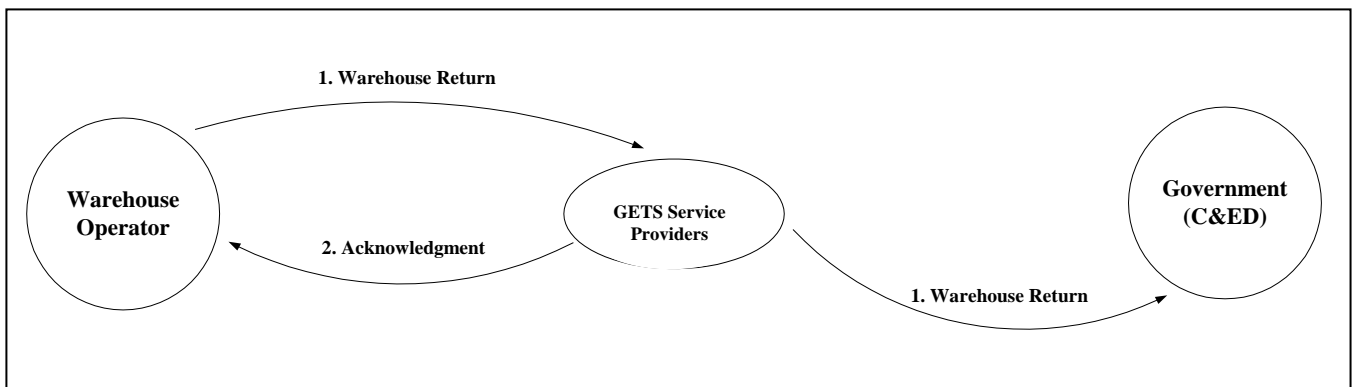 1. Warehouse Return
Warehouse
Operator
GETS Service
Providers
Government
(C&ED)
2. Acknowledgment
1. Warehouse Return